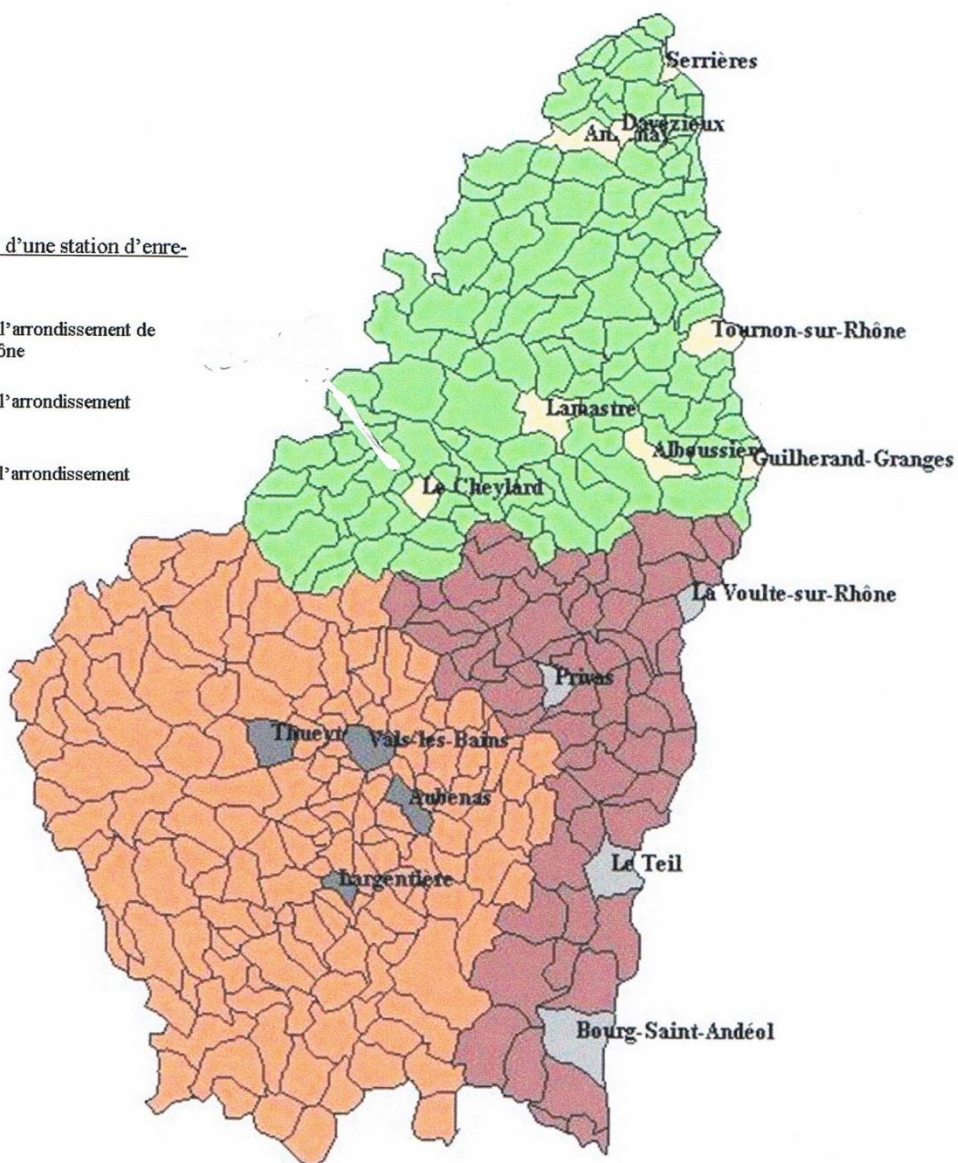 d'une station d'enre-
l'arrondissement de
ône
l'arrondissement
l'arrondissement
Serrières
Davézieux
Tournon-sur-Rhône
Lamastre
Guilherand-Granges
Le Cheylard
La Voulte-sur-Rhône
Privas
Vals-les-Bains
Aubenas
Le Teil
Largentière
Bourg-Saint-Andéol